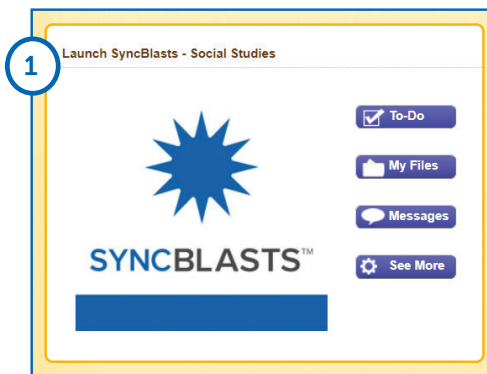 1
Launch SyncBlasts - Social Studies
To-Do
My Files
SYNCBLASTS™
Messages
See More